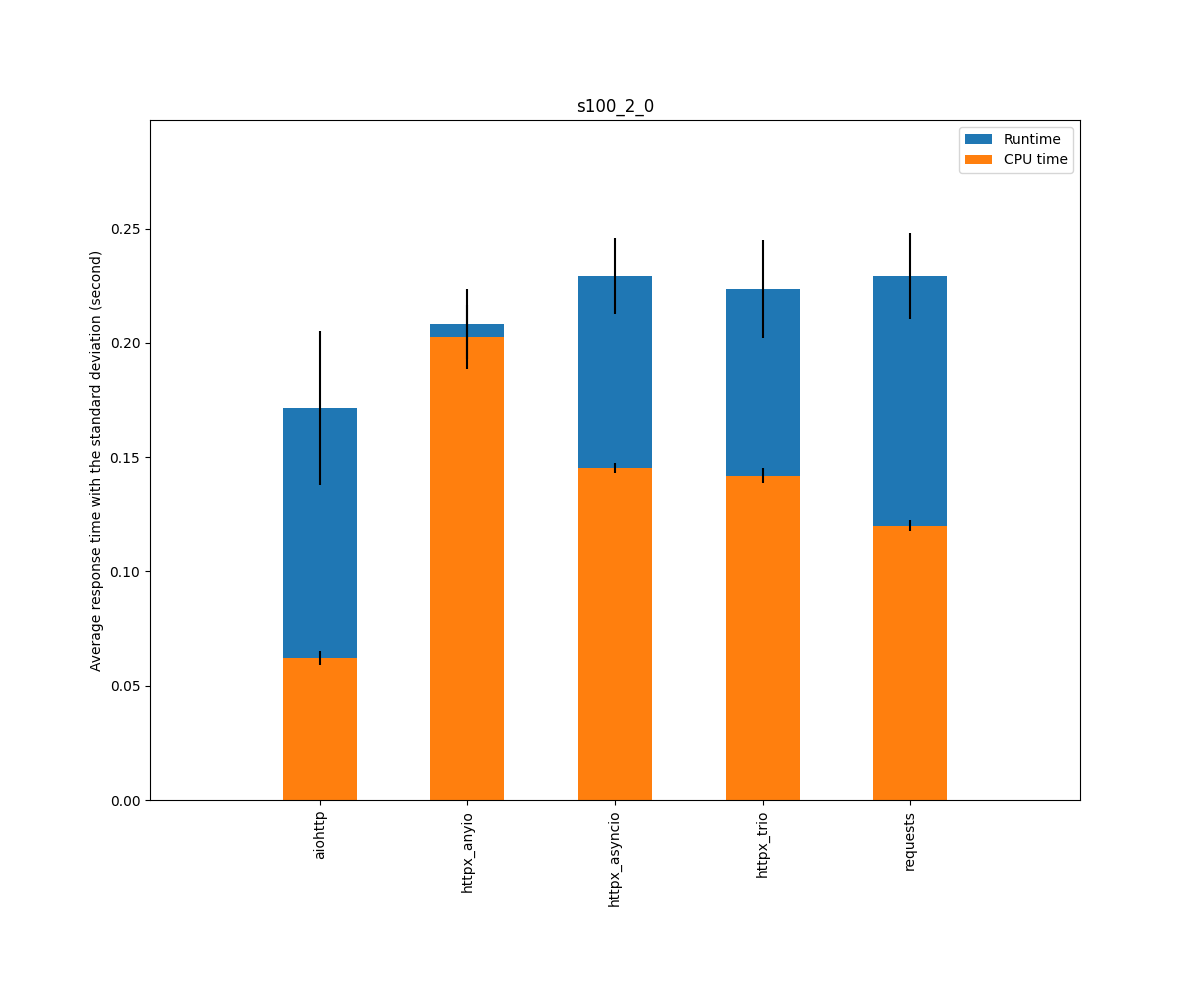 s100_2_0
Runtime
CPU time
Average response time with the standard deviation (second)
0.25
0.20
0.15
0.10
0.05
0.00
aiohttp
httpx_anyio
httpx_asyncio
httpx_trio
requests